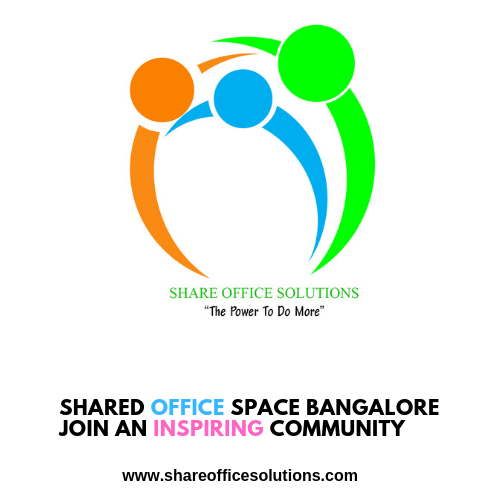 SHARE OFFICE SOLUTIONS
“The Power To Do More”
SHARED OFFICE SPACE BANGALORE
JOIN AN INSPIRING COMMUNITY
www.shareofficesolutions.com